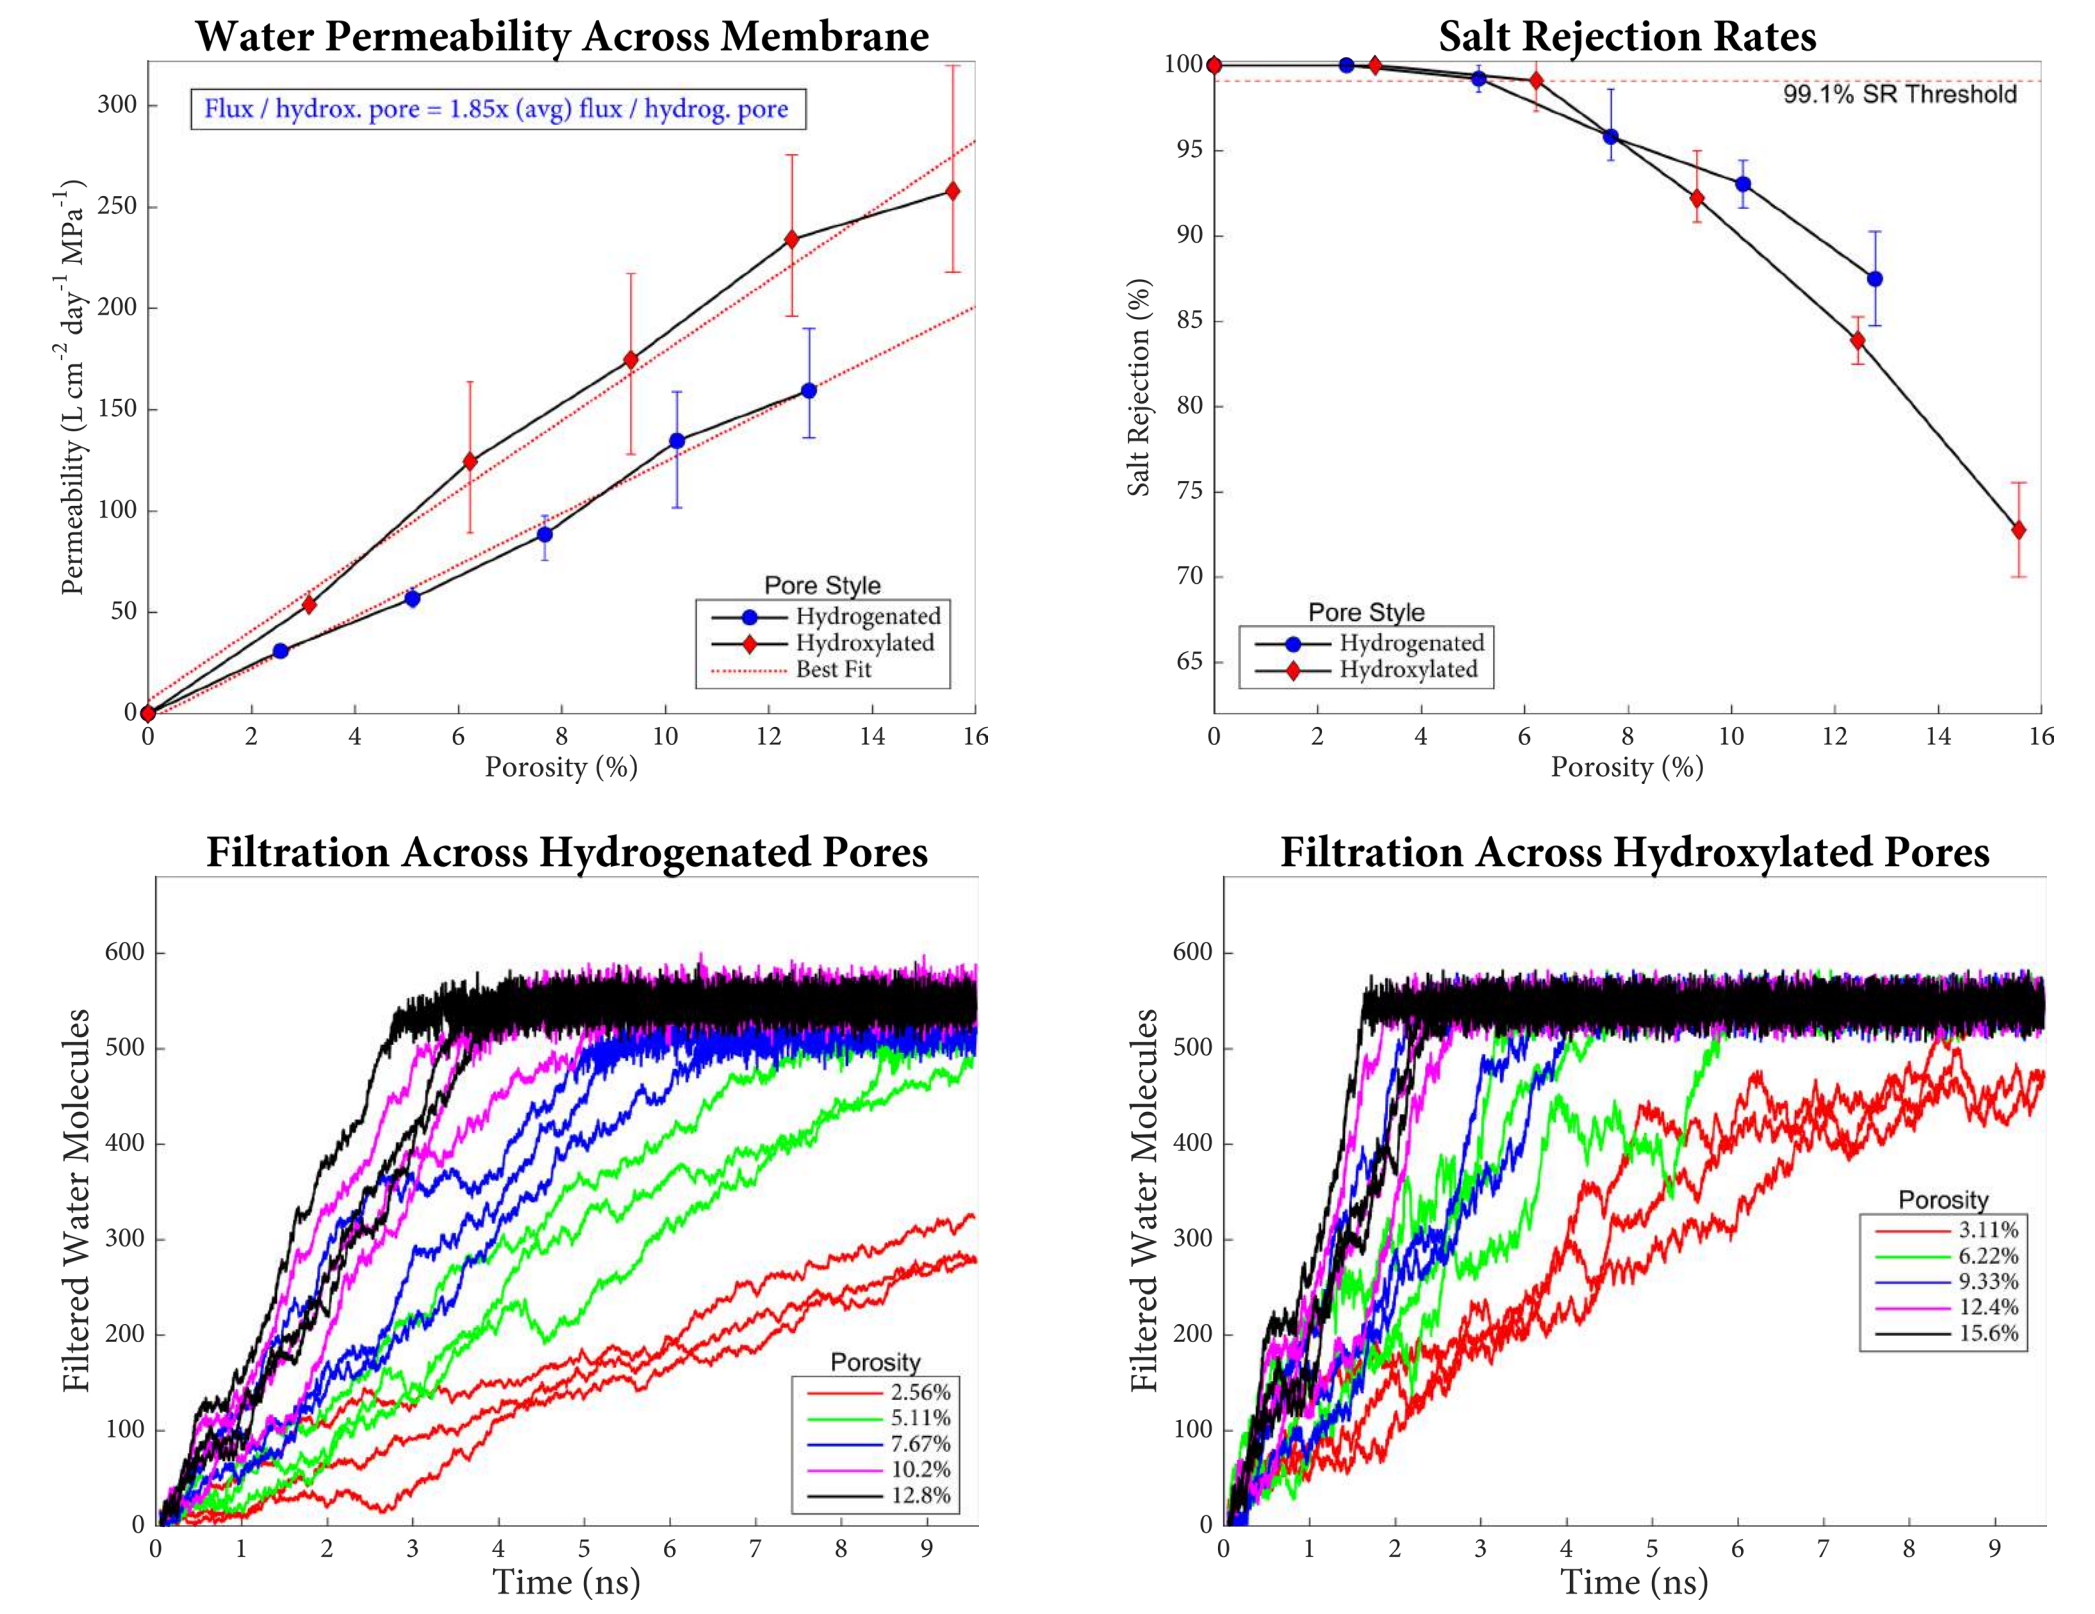 Water Permeability Across Membrane
Flux / hydrox. pore = 1.85x (avg) flux / hydrog. pore
Permeability (L cm-2 day-1 MPa-1)
300
250
200
150
100
50
0
0 2 4 6 8 10 12 14 16
Porosity (%)
Pore Style
Hydrogenated
Hydroxylated
Best Fit
Salt Rejection Rates
99.1% SR Threshold
Salt Rejection (%)
100
95
90
85
80
75
70
65
0 2 4 6 8 10 12 14 16
Porosity (%)
Pore Style
Hydrogenated
Hydroxylated
Filtration Across Hydrogenated Pores
Filtered Water Molecules
600
500
400
300
200
100
0
0 1 2 3 4 5 6 7 8 9
Time (ns)
Porosity
2.56%
5.11%
7.67%
10.2%
12.8%
Filtration Across Hydroxylated Pores
Filtered Water Molecules
600
500
400
300
200
100
0
0 1 2 3 4 5 6 7 8 9
Time (ns)
Porosity
3.11%
6.22%
9.33%
12.4%
15.6%